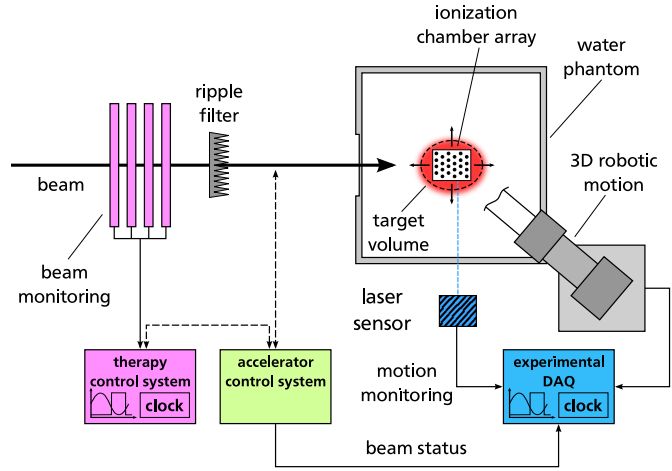 ionization
chamber array
water
phantom
ripple
filter
3D robotic
motion
beam
target
volume
beam
monitoring
laser
sensor
motion
monitoring
therapy
control system
clock
accelerator
control system
experimental
DAQ
clock
beam status